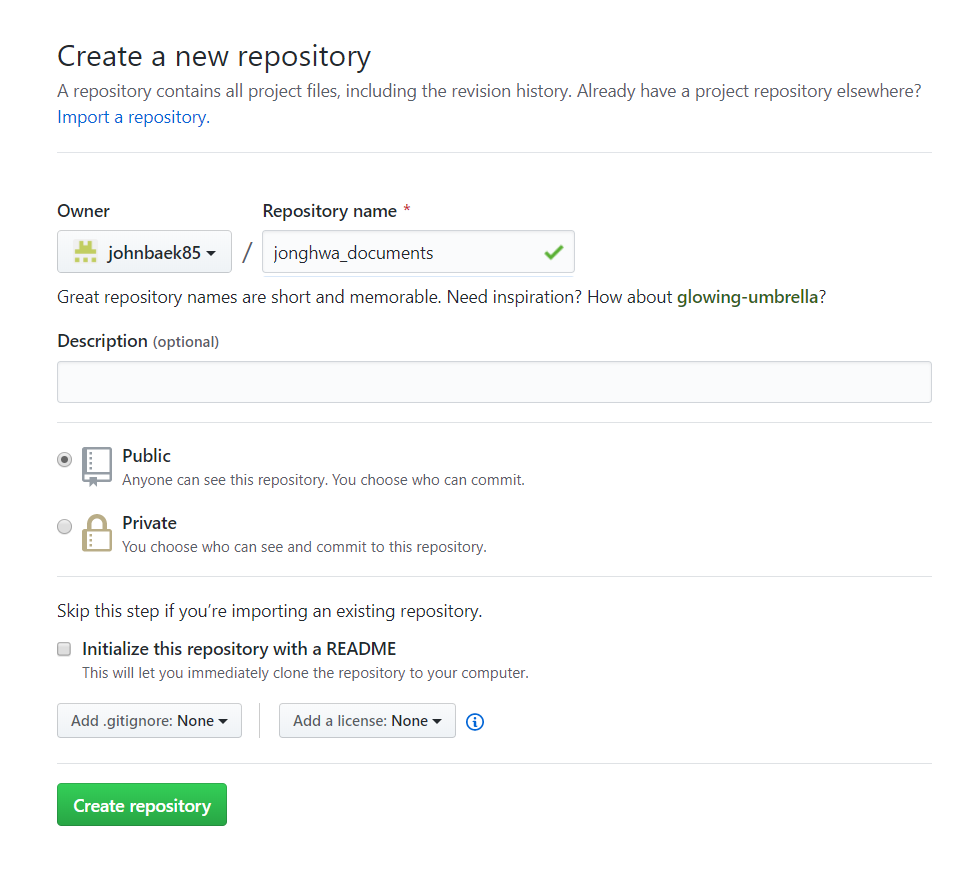 Create a new repository
A repository contains all project files, including the revision history. Already have a project repository elsewhere?
Import a repository.
Owner
Repository name *
johnbaek85 / jonghwa_documents
Great repository names are short and memorable. Need inspiration? How about glowing-umbrella?
Description (optional)
Public
Anyone can see this repository. You choose who can commit.
Private
You choose who can see and commit to this repository.
Skip this step if you’re importing an existing repository.
Initialize this repository with a README
This will let you immediately clone the repository to your computer.
Add .gitignore: None
Add a license: None
Create repository